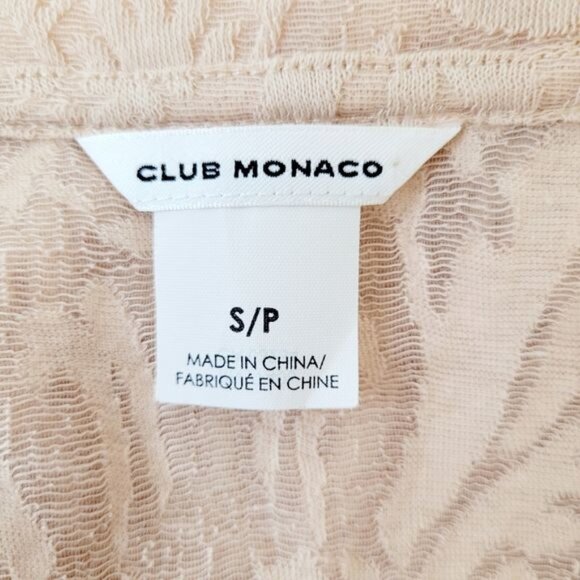 CLUB MONACO
S/P
MADE IN CHINA/
FABRIQUÉ EN CHINE